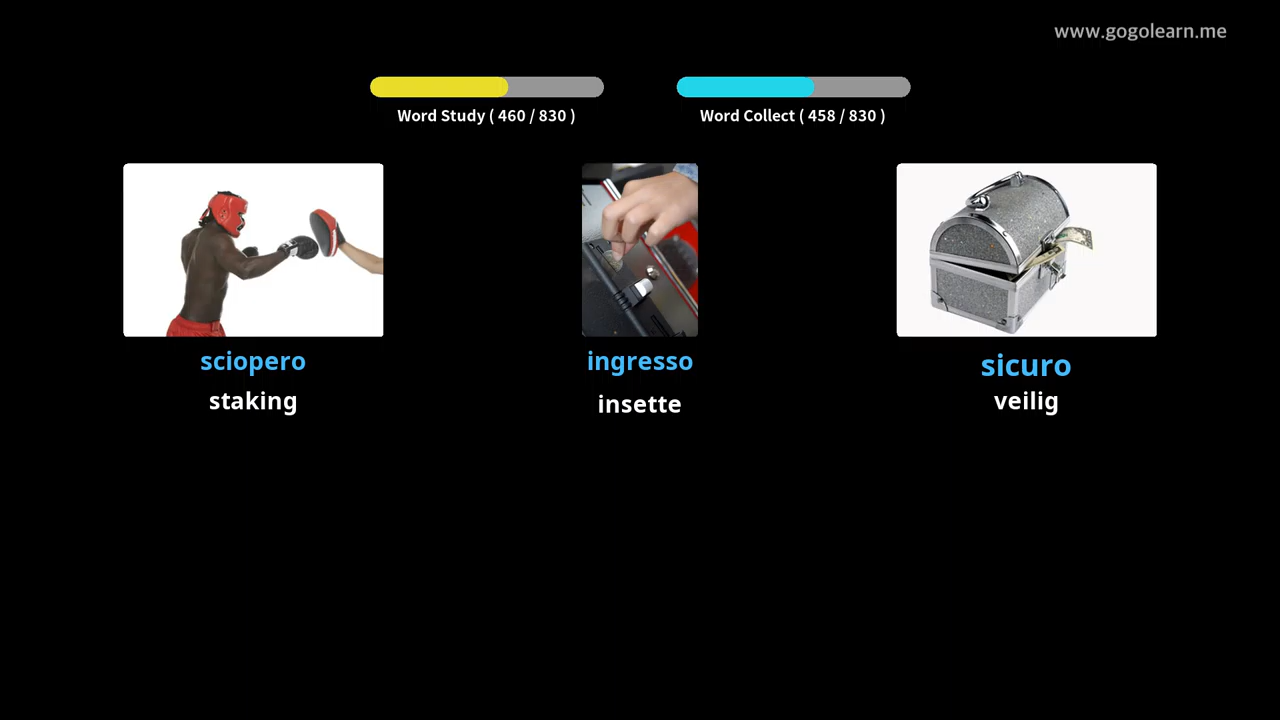 www.gogolearn.me
Word Study ( 460 / 830 )
Word Collect ( 458 / 830 )
sciopero
staking
ingresso
insette
sicuro
veilig